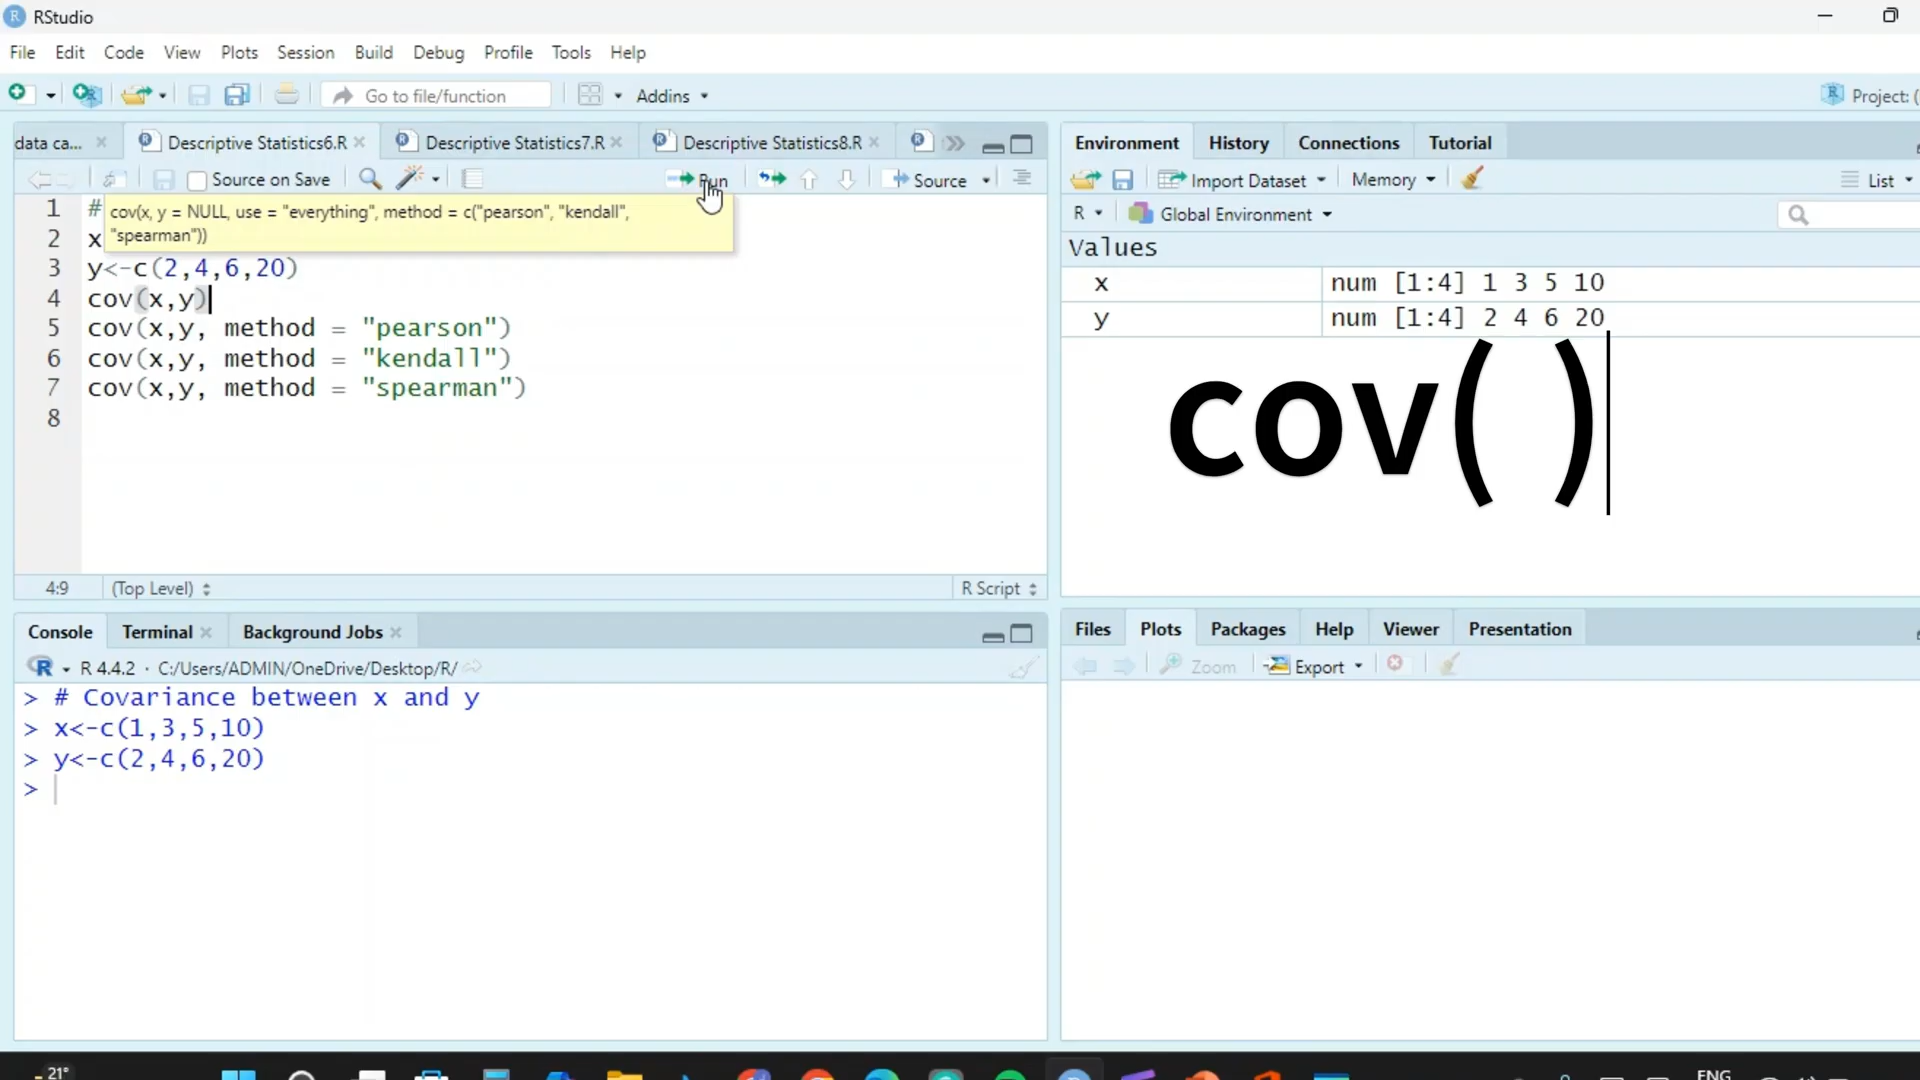 RStudio
File Edit Code View Plots Session Build Debug Profile Tools Help
Go to file/function Addins Project: (
data ca... Descriptive Statistics6.R Descriptive Statistics7.R Descriptive Statistics8.R
Source on Save Run Source
cov(x, y = NULL, use = "everything", method = c("pearson", "kendall",
"spearman"))
1 #
2 x
3 y<-c(2,4,6,20)
4 cov(x,y)
5 cov(x,y, method = "pearson")
6 cov(x,y, method = "kendall")
7 cov(x,y, method = "spearman")
8
4:9 (Top Level) R Script
Console Terminal Background Jobs
R 4.4.2 · C:/Users/ADMIN/OneDrive/Desktop/R/
> # Covariance between x and y
> x<-c(1,3,5,10)
> y<-c(2,4,6,20)
>
Environment History Connections Tutorial
Import Dataset Memory List
R Global Environment
Values
x num [1:4] 1 3 5 10
y num [1:4] 2 4 6 20
cov( )
Files Plots Packages Help Viewer Presentation
Zoom Export
21°
ENG